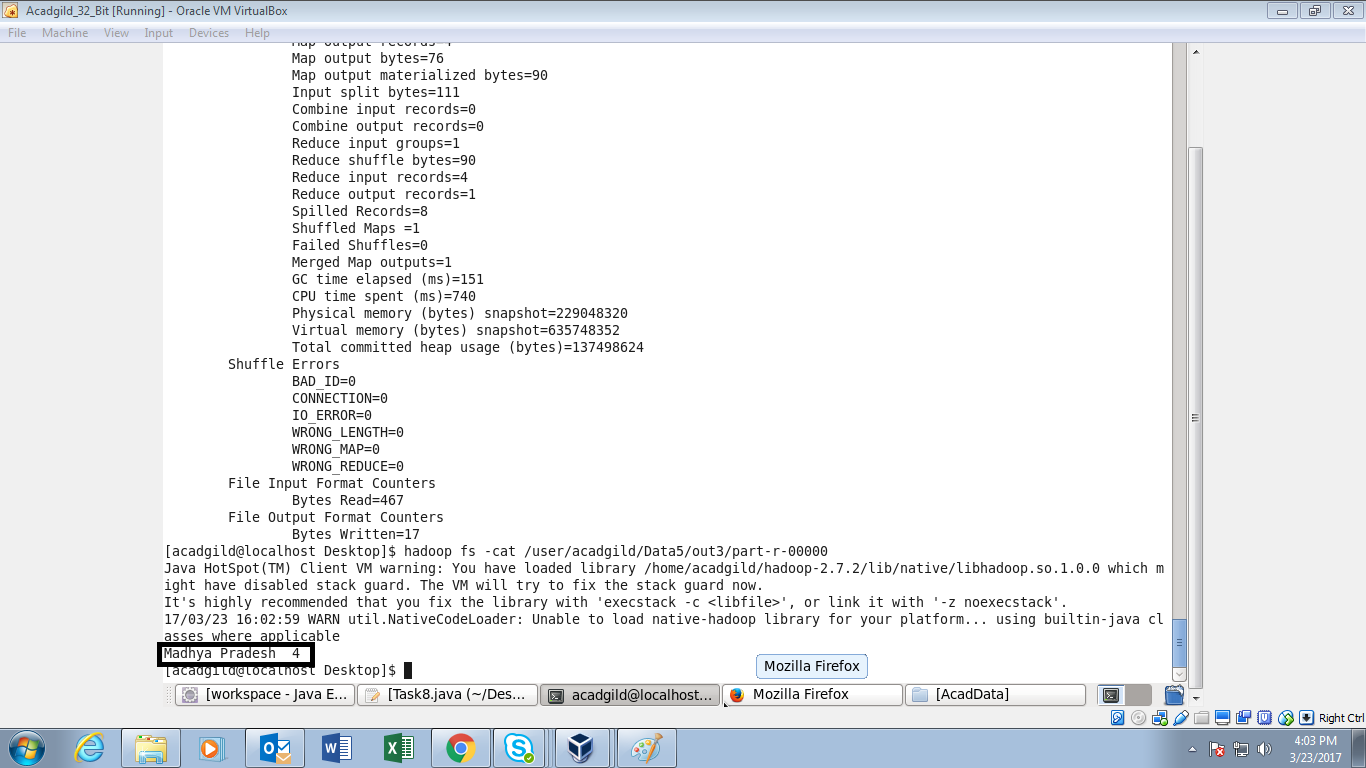 Acadgild_32_Bit [Running] - Oracle VM VirtualBox
File Machine View Input Devices Help
Map output records=4
Map output bytes=76
Map output materialized bytes=90
Input split bytes=111
Combine input records=0
Combine output records=0
Reduce input groups=1
Reduce shuffle bytes=90
Reduce input records=4
Reduce output records=1
Spilled Records=8
Shuffled Maps =1
Failed Shuffles=0
Merged Map outputs=1
GC time elapsed (ms)=151
CPU time spent (ms)=740
Physical memory (bytes) snapshot=229048320
Virtual memory (bytes) snapshot=635748352
Total committed heap usage (bytes)=137498624
Shuffle Errors
BAD_ID=0
CONNECTION=0
IO_ERROR=0
WRONG_LENGTH=0
WRONG_MAP=0
WRONG_REDUCE=0
File Input Format Counters
Bytes Read=467
File Output Format Counters
Bytes Written=17
[acadgild@localhost Desktop]$ hadoop fs -cat /user/acadgild/Data5/out3/part-r-00000
Java HotSpot(TM) Client VM warning: You have loaded library /home/acadgild/hadoop-2.7.2/lib/native/libhadoop.so.1.0.0 which m
ight have disabled stack guard. The VM will try to fix the stack guard now.
It's highly recommended that you fix the library with 'execstack -c <libfile>', or link it with '-z noexecstack'.
17/03/23 16:02:59 WARN util.NativeCodeLoader: Unable to load native-hadoop library for your platform... using builtin-java cl
asses where applicable
Madhya Pradesh 4
[acadgild@localhost Desktop]$
Mozilla Firefox
[workspace - Java E... [Task8.java (~/Des... acadgild@localhost... Mozilla Firefox [AcadData]
Right Ctrl
4:03 PM
3/23/2017